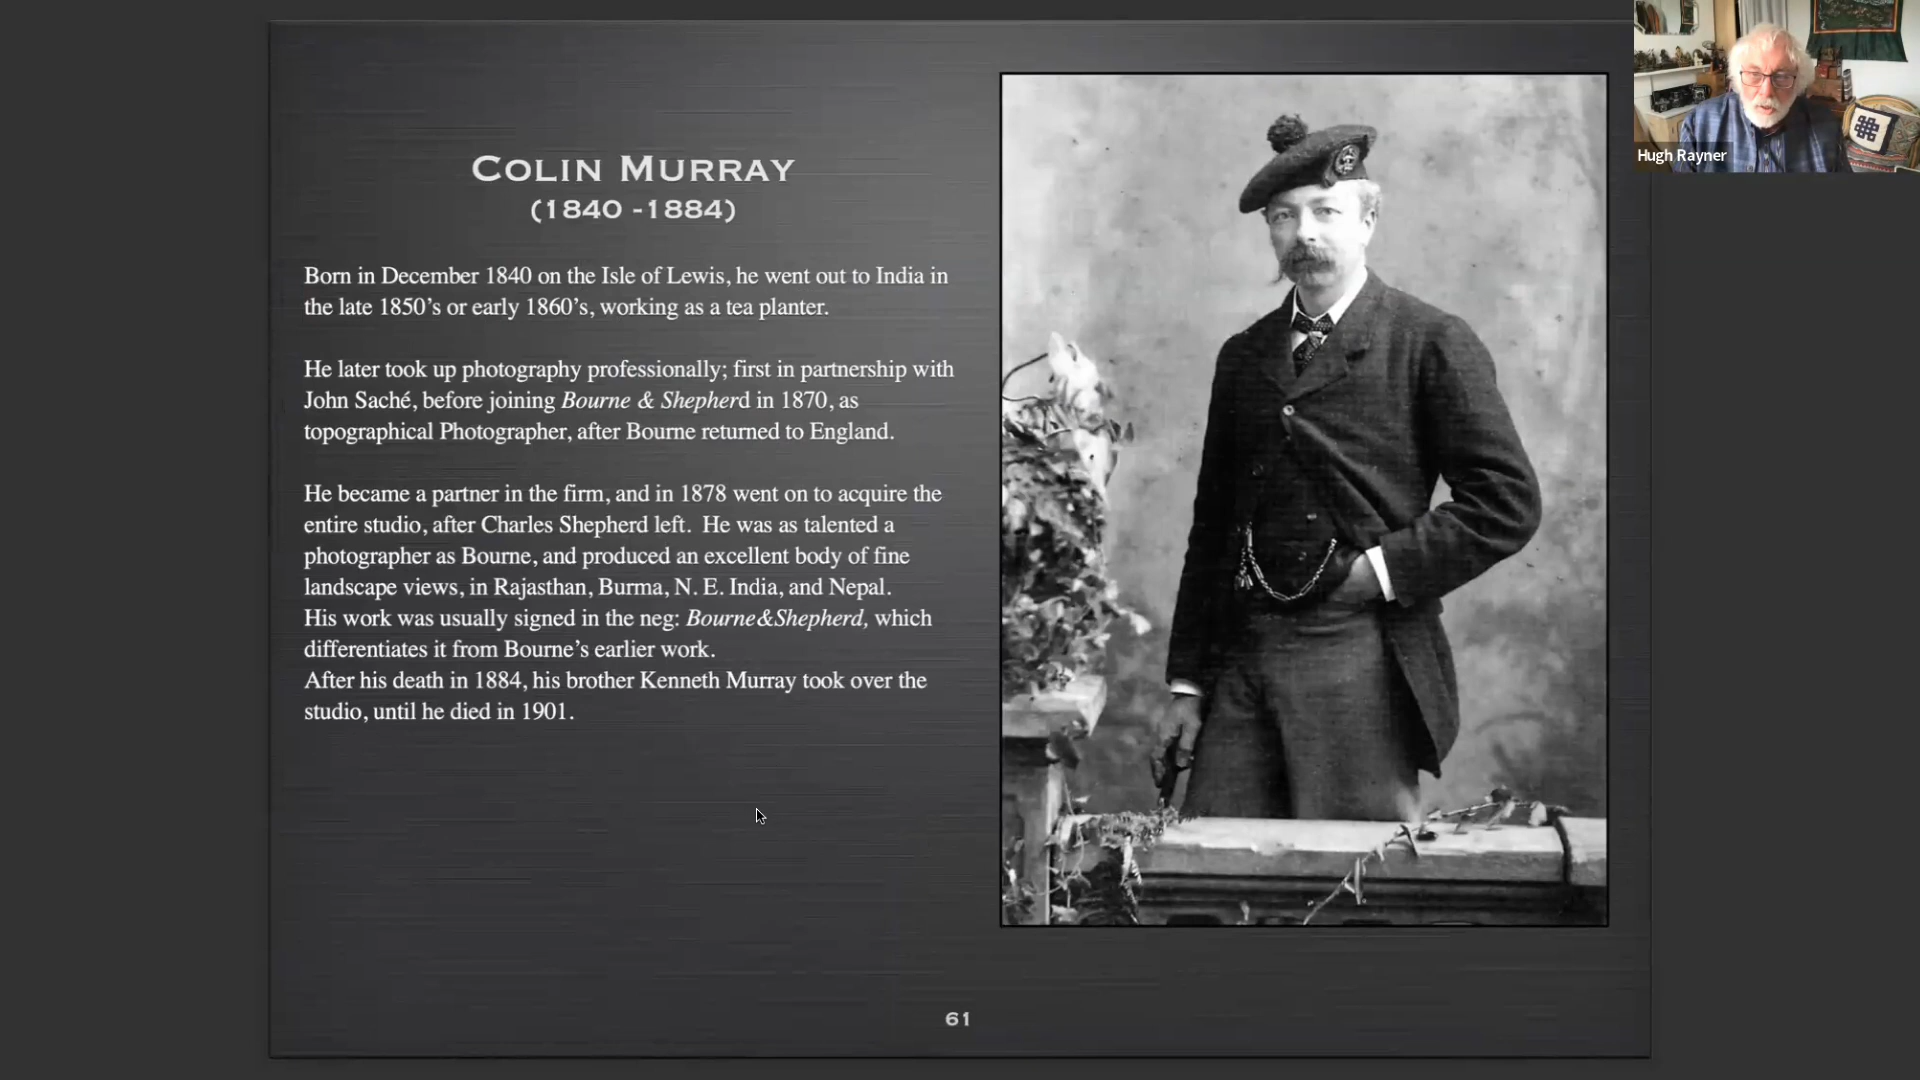 COLIN MURRAY
(1840 -1884)
Born in December 1840 on the Isle of Lewis, he went out to India in
the late 1850’s or early 1860’s, working as a tea planter.
He later took up photography professionally; first in partnership with
John Saché, before joining Bourne & Shepherd in 1870, as
topographical Photographer, after Bourne returned to England.
He became a partner in the firm, and in 1878 went on to acquire the
entire studio, after Charles Shepherd left. He was as talented a
photographer as Bourne, and produced an excellent body of fine
landscape views, in Rajasthan, Burma, N. E. India, and Nepal.
His work was usually signed in the neg: Bourne&Shepherd, which
differentiates it from Bourne’s earlier work.
After his death in 1884, his brother Kenneth Murray took over the
studio, until he died in 1901.
61
Hugh Rayner